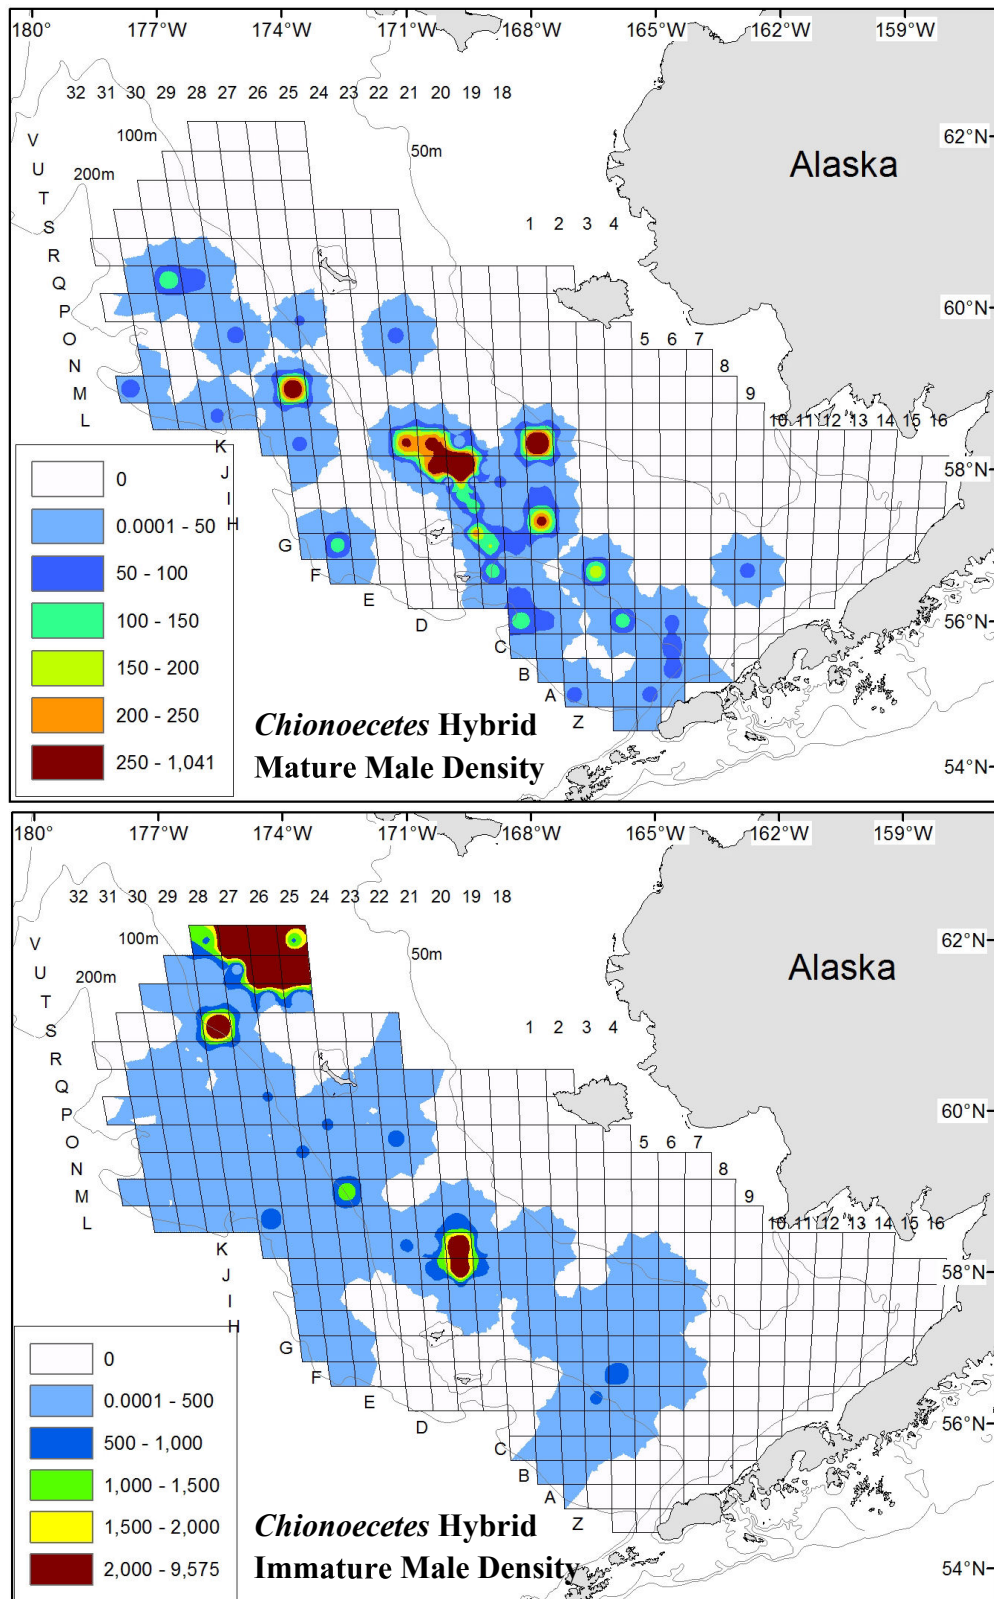 180° 177°W 174°W 171°W 168°W 165°W 162°W 159°W
32 31 30 29 28 27 26 25 24 23 22 21 20 19 18
V
100m
50m
62°N
U
Alaska
200m
T
S
1 2 3 4
R
Q
60°N
P
O
5 6 7
N
8
M
9
L
10 11 12 13 14 15 16
K
58°N
J
I
H
G
F
E
D
C
B
A
Z
56°N
54°N
0
0.0001 - 50
50 - 100
100 - 150
150 - 200
200 - 250
250 - 1,041
Chionoecetes Hybrid
Mature Male Density
180° 177°W 174°W 171°W 168°W 165°W 162°W 159°W
32 31 30 29 28 27 26 25 24 23 22 21 20 19 18
V
100m
50m
62°N
U
Alaska
200m
T
S
1 2 3 4
R
Q
60°N
P
O
5 6 7
N
8
M
9
L
10 11 12 13 14 15 16
K
58°N
J
I
H
G
F
E
D
C
B
A
Z
56°N
54°N
0
0.0001 - 500
500 - 1,000
1,000 - 1,500
1,500 - 2,000
2,000 - 9,575
Chionoecetes Hybrid
Immature Male Density